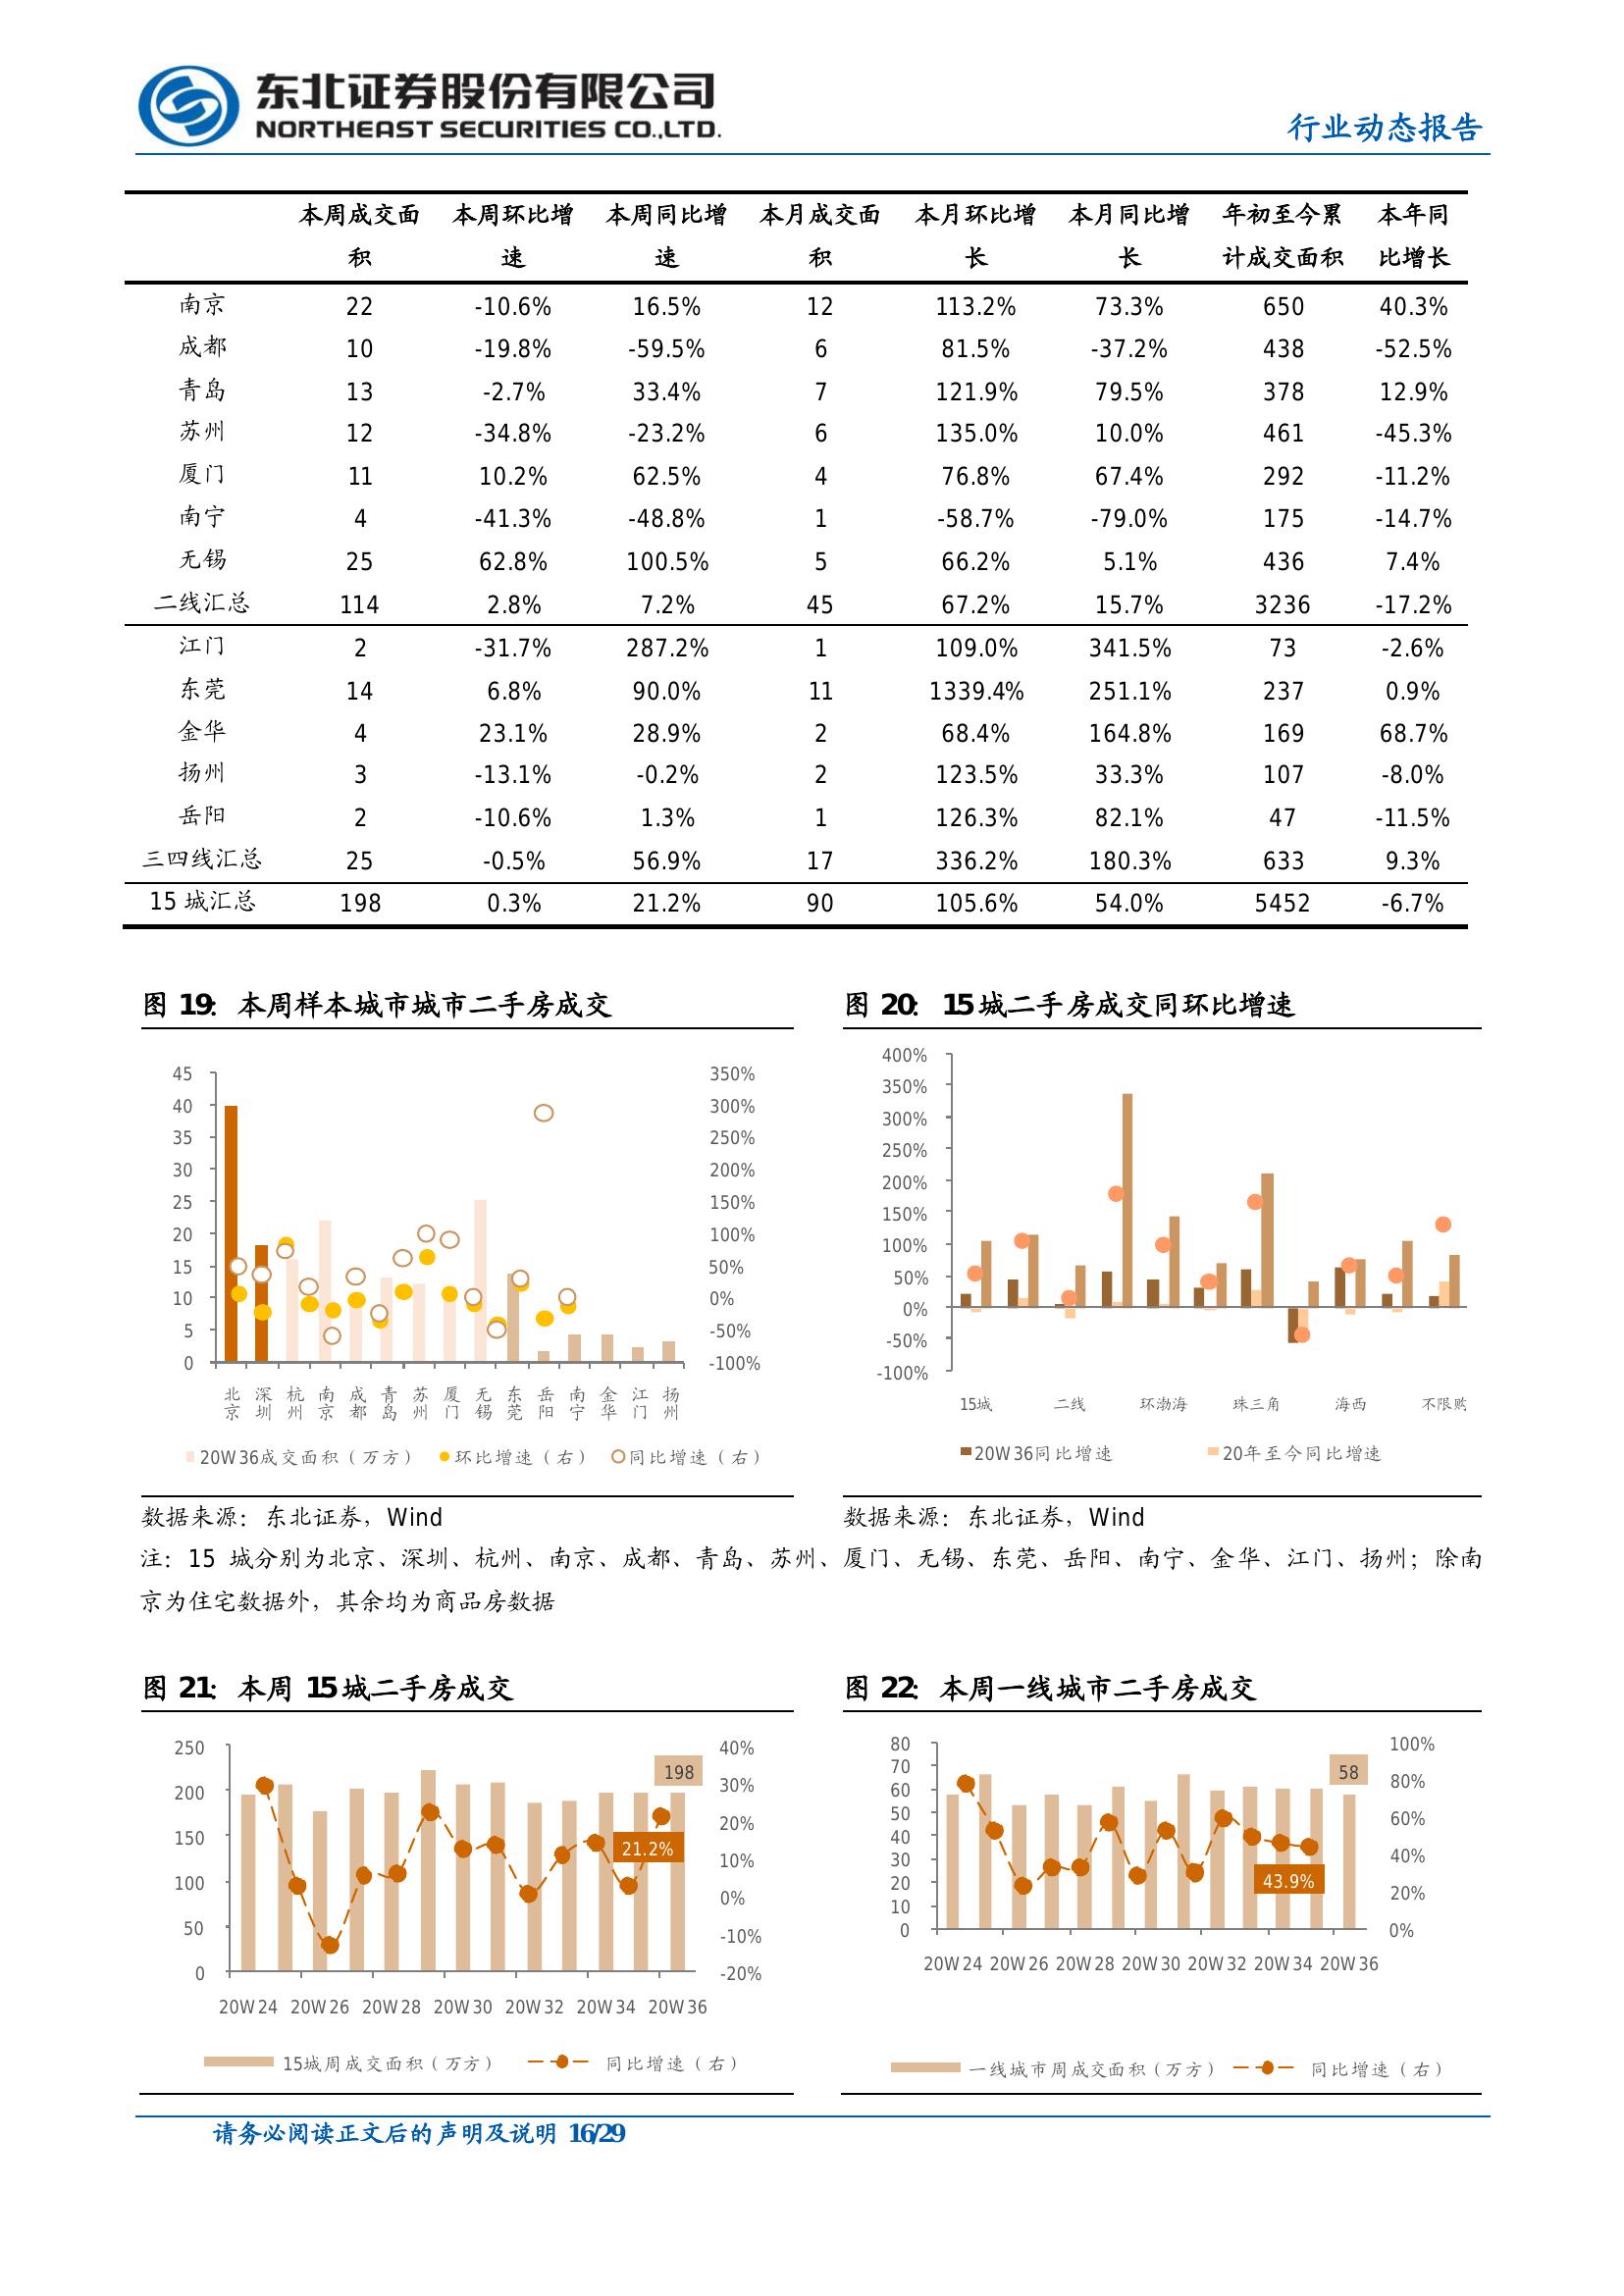 东北证券股份有限公司
NORTHEAST SECURITIES CO.,LTD.
行业动态报告
本周成交面积 本周环比增速 本周同比增速 本月成交面积 本月环比增长 本月同比增长 年初至今累计成交面积 本年同比增长
南京 22 -10.6% 16.5% 12 113.2% 73.3% 650 40.3%
成都 10 -19.8% -59.5% 6 81.5% -37.2% 438 -52.5%
青岛 13 -2.7% 33.4% 7 121.9% 79.5% 378 12.9%
苏州 12 -34.8% -23.2% 6 135.0% 10.0% 461 -45.3%
厦门 11 10.2% 62.5% 4 76.8% 67.4% 292 -11.2%
南宁 4 -41.3% -48.8% 1 -58.7% -79.0% 175 -14.7%
无锡 25 62.8% 100.5% 5 66.2% 5.1% 436 7.4%
二线汇总 114 2.8% 7.2% 45 67.2% 15.7% 3236 -17.2%
江门 2 -31.7% 287.2% 1 109.0% 341.5% 73 -2.6%
东莞 14 6.8% 90.0% 11 1339.4% 251.1% 237 0.9%
金华 4 23.1% 28.9% 2 68.4% 164.8% 169 68.7%
扬州 3 -13.1% -0.2% 2 123.5% 33.3% 107 -8.0%
岳阳 2 -10.6% 1.3% 1 126.3% 82.1% 47 -11.5%
三四线汇总 25 -0.5% 56.9% 17 336.2% 180.3% 633 9.3%
15 城汇总 198 0.3% 21.2% 90 105.6% 54.0% 5452 -6.7%
图 19: 本周样本城市城市二手房成交
45 350%
40 300%
35 250%
30 200%
25 150%
20 100%
15 50%
10 0%
5 -50%
0 -100%
北京 深圳 杭州 南京 成都 青岛 苏州 厦门 无锡 东莞 岳阳 南宁 金华 江门 扬州
20W36成交面积（万方） 环比增速（右） 同比增速（右）
图 20: 15城二手房成交同环比增速
400%
350%
300%
250%
200%
150%
100%
50%
0%
-50%
-100%
15城 二线 环渤海 珠三角 海西 不限购
20W36同比增速 20年至今同比增速
数据来源：东北证券，Wind
数据来源：东北证券，Wind
注：15 城分别为北京、深圳、杭州、南京、成都、青岛、苏州、厦门、无锡、东莞、岳阳、南宁、金华、江门、扬州；除南
京为住宅数据外，其余均为商品房数据
图 21: 本周 15城二手房成交
250 40%
200 30%
150 20%
100 10%
50 0%
0 -10%
-20%
198
21.2%
20W24 20W26 20W28 20W30 20W32 20W34 20W36
15城周成交面积（万方） 同比增速（右）
图 22: 本周一线城市二手房成交
80 100%
70 80%
60 60%
50 40%
40 20%
30 0%
20
10
0
58
43.9%
20W24 20W26 20W28 20W30 20W32 20W34 20W36
一线城市周成交面积（万方） 同比增速（右）
请务必阅读正文后的声明及说明 16/29